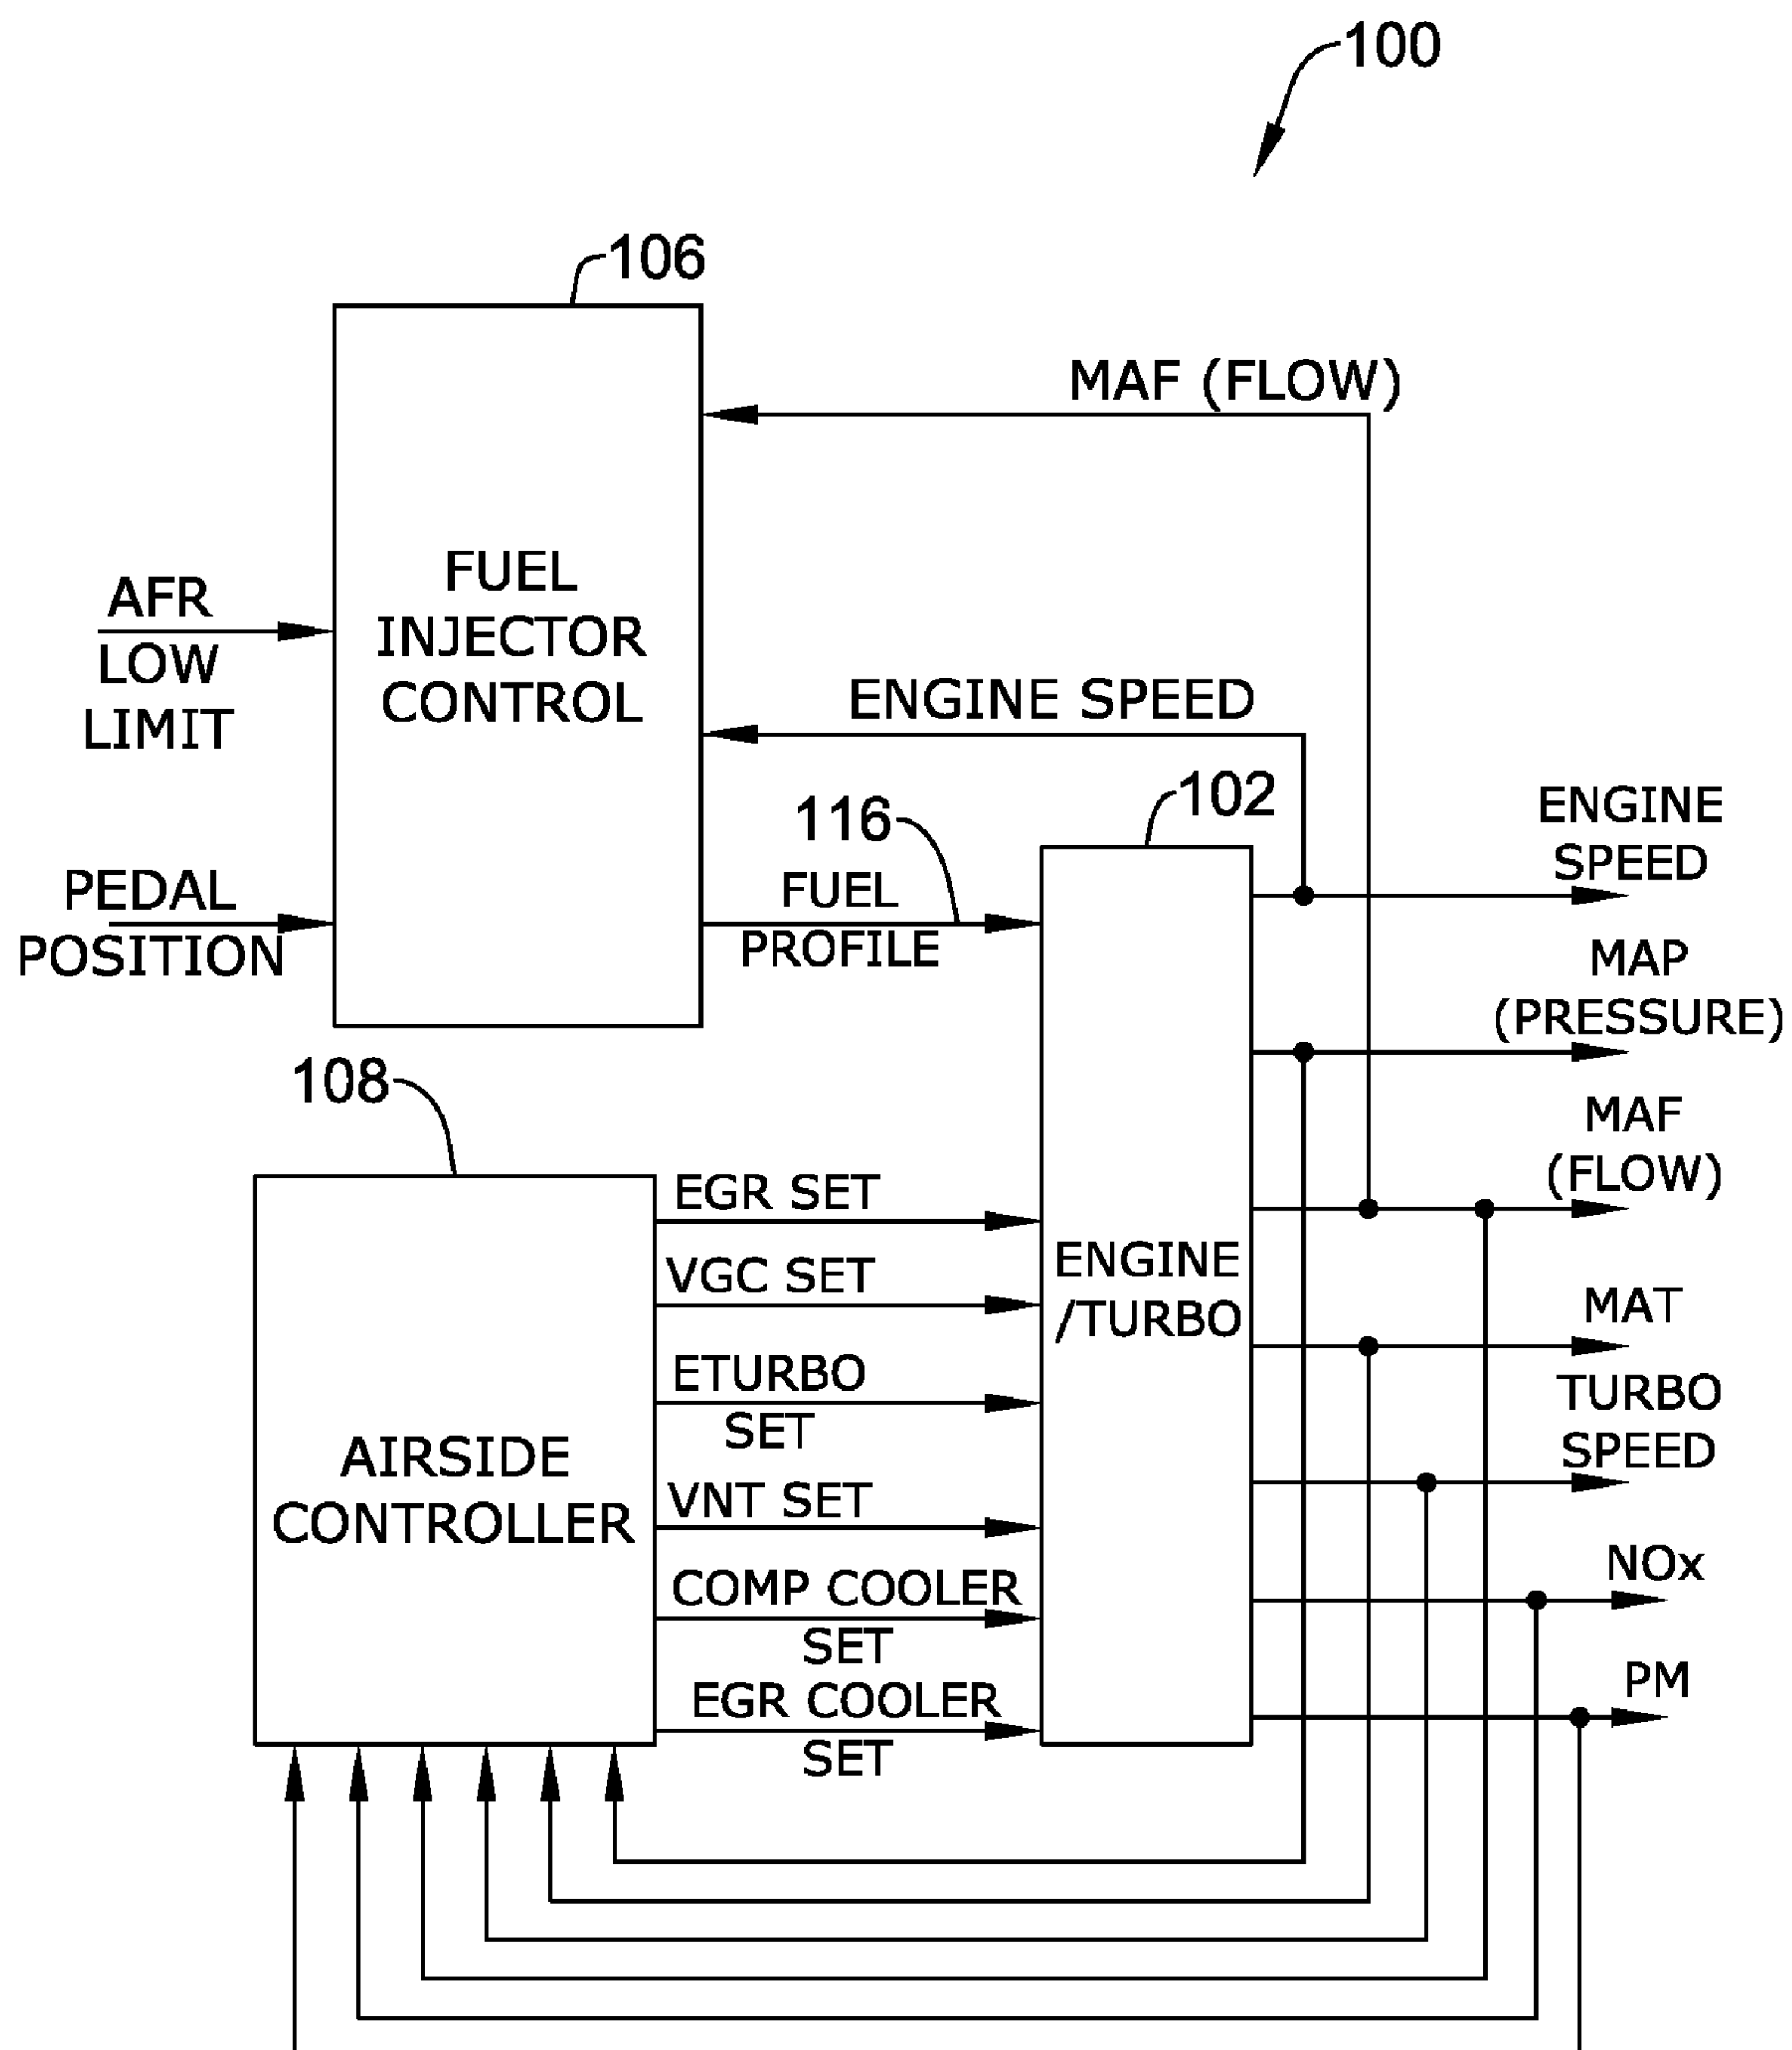 100
106
MAF (FLOW)
FUEL
INJECTOR
CONTROL
AFR
LOW
LIMIT
ENGINE SPEED
102
116
ENGINE
SPEED
PEDAL
POSITION
FUEL
PROFILE
MAP
(PRESSURE)
108
MAF
(FLOW)
EGR SET
VGC SET
ENGINE
/TURBO
MAT
ETURBO
SET
TURBO
SPEED
AIRSIDE
CONTROLLER
VNT SET
NOx
COMP COOLER
SET
PM
EGR COOLER
SET